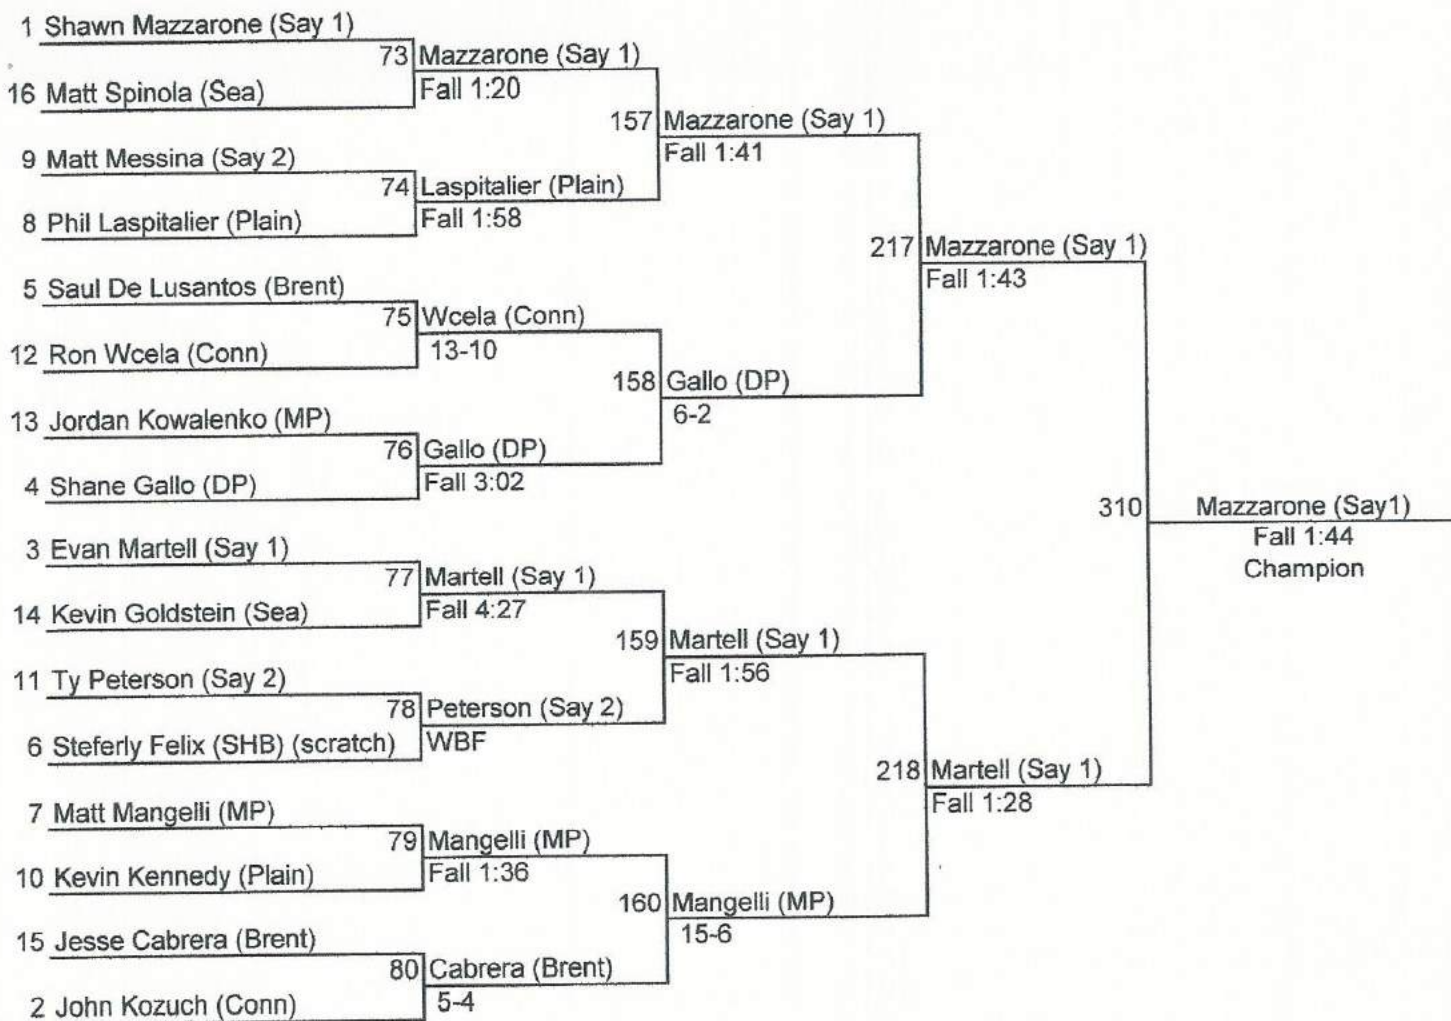 1 Shawn Mazzarone (Say 1)
73 Mazzarone (Say 1)
Fall 1:20
16 Matt Spinola (Sea)
157 Mazzarone (Say 1)
Fall 1:41
9 Matt Messina (Say 2)
74 Laspitalier (Plain)
Fall 1:58
8 Phil Laspitalier (Plain)
217 Mazzarone (Say 1)
Fall 1:43
5 Saul De Lusantos (Brent)
75 Wcela (Conn)
13-10
12 Ron Wcela (Conn)
158 Gallo (DP)
6-2
13 Jordan Kowalenko (MP)
76 Gallo (DP)
Fall 3:02
4 Shane Gallo (DP)
310 Mazzarone (Say1)
Fall 1:44
Champion
3 Evan Martell (Say 1)
77 Martell (Say 1)
Fall 4:27
14 Kevin Goldstein (Sea)
159 Martell (Say 1)
Fall 1:56
11 Ty Peterson (Say 2)
78 Peterson (Say 2)
WBF
6 Steferly Felix (SHB) (scratch)
218 Martell (Say 1)
Fall 1:28
7 Matt Mangelli (MP)
79 Mangelli (MP)
Fall 1:36
10 Kevin Kennedy (Plain)
160 Mangelli (MP)
15-6
15 Jesse Cabrera (Brent)
80 Cabrera (Brent)
5-4
2 John Kozuch (Conn)